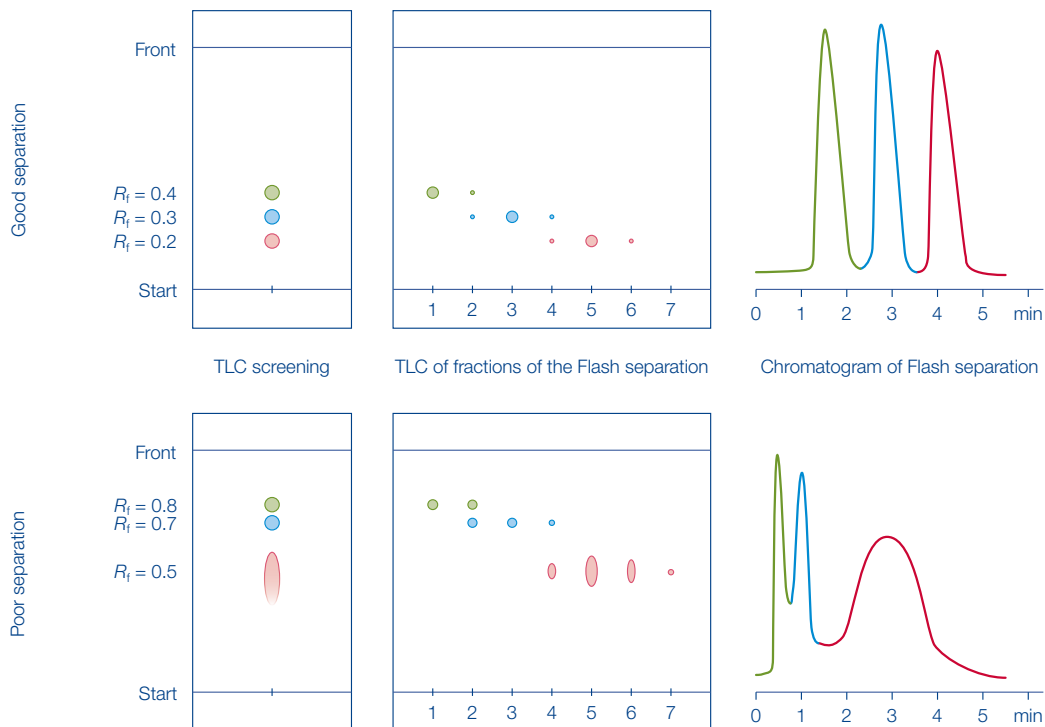 Good separation
Front
Rf = 0.4
Rf = 0.3
Rf = 0.2
Start
1 2 3 4 5 6 7
0 1 2 3 4 5 min
TLC screening
TLC of fractions of the Flash separation
Chromatogram of Flash separation
Poor separation
Front
Rf = 0.8
Rf = 0.7
Rf = 0.5
Start
1 2 3 4 5 6 7
0 1 2 3 4 5 min